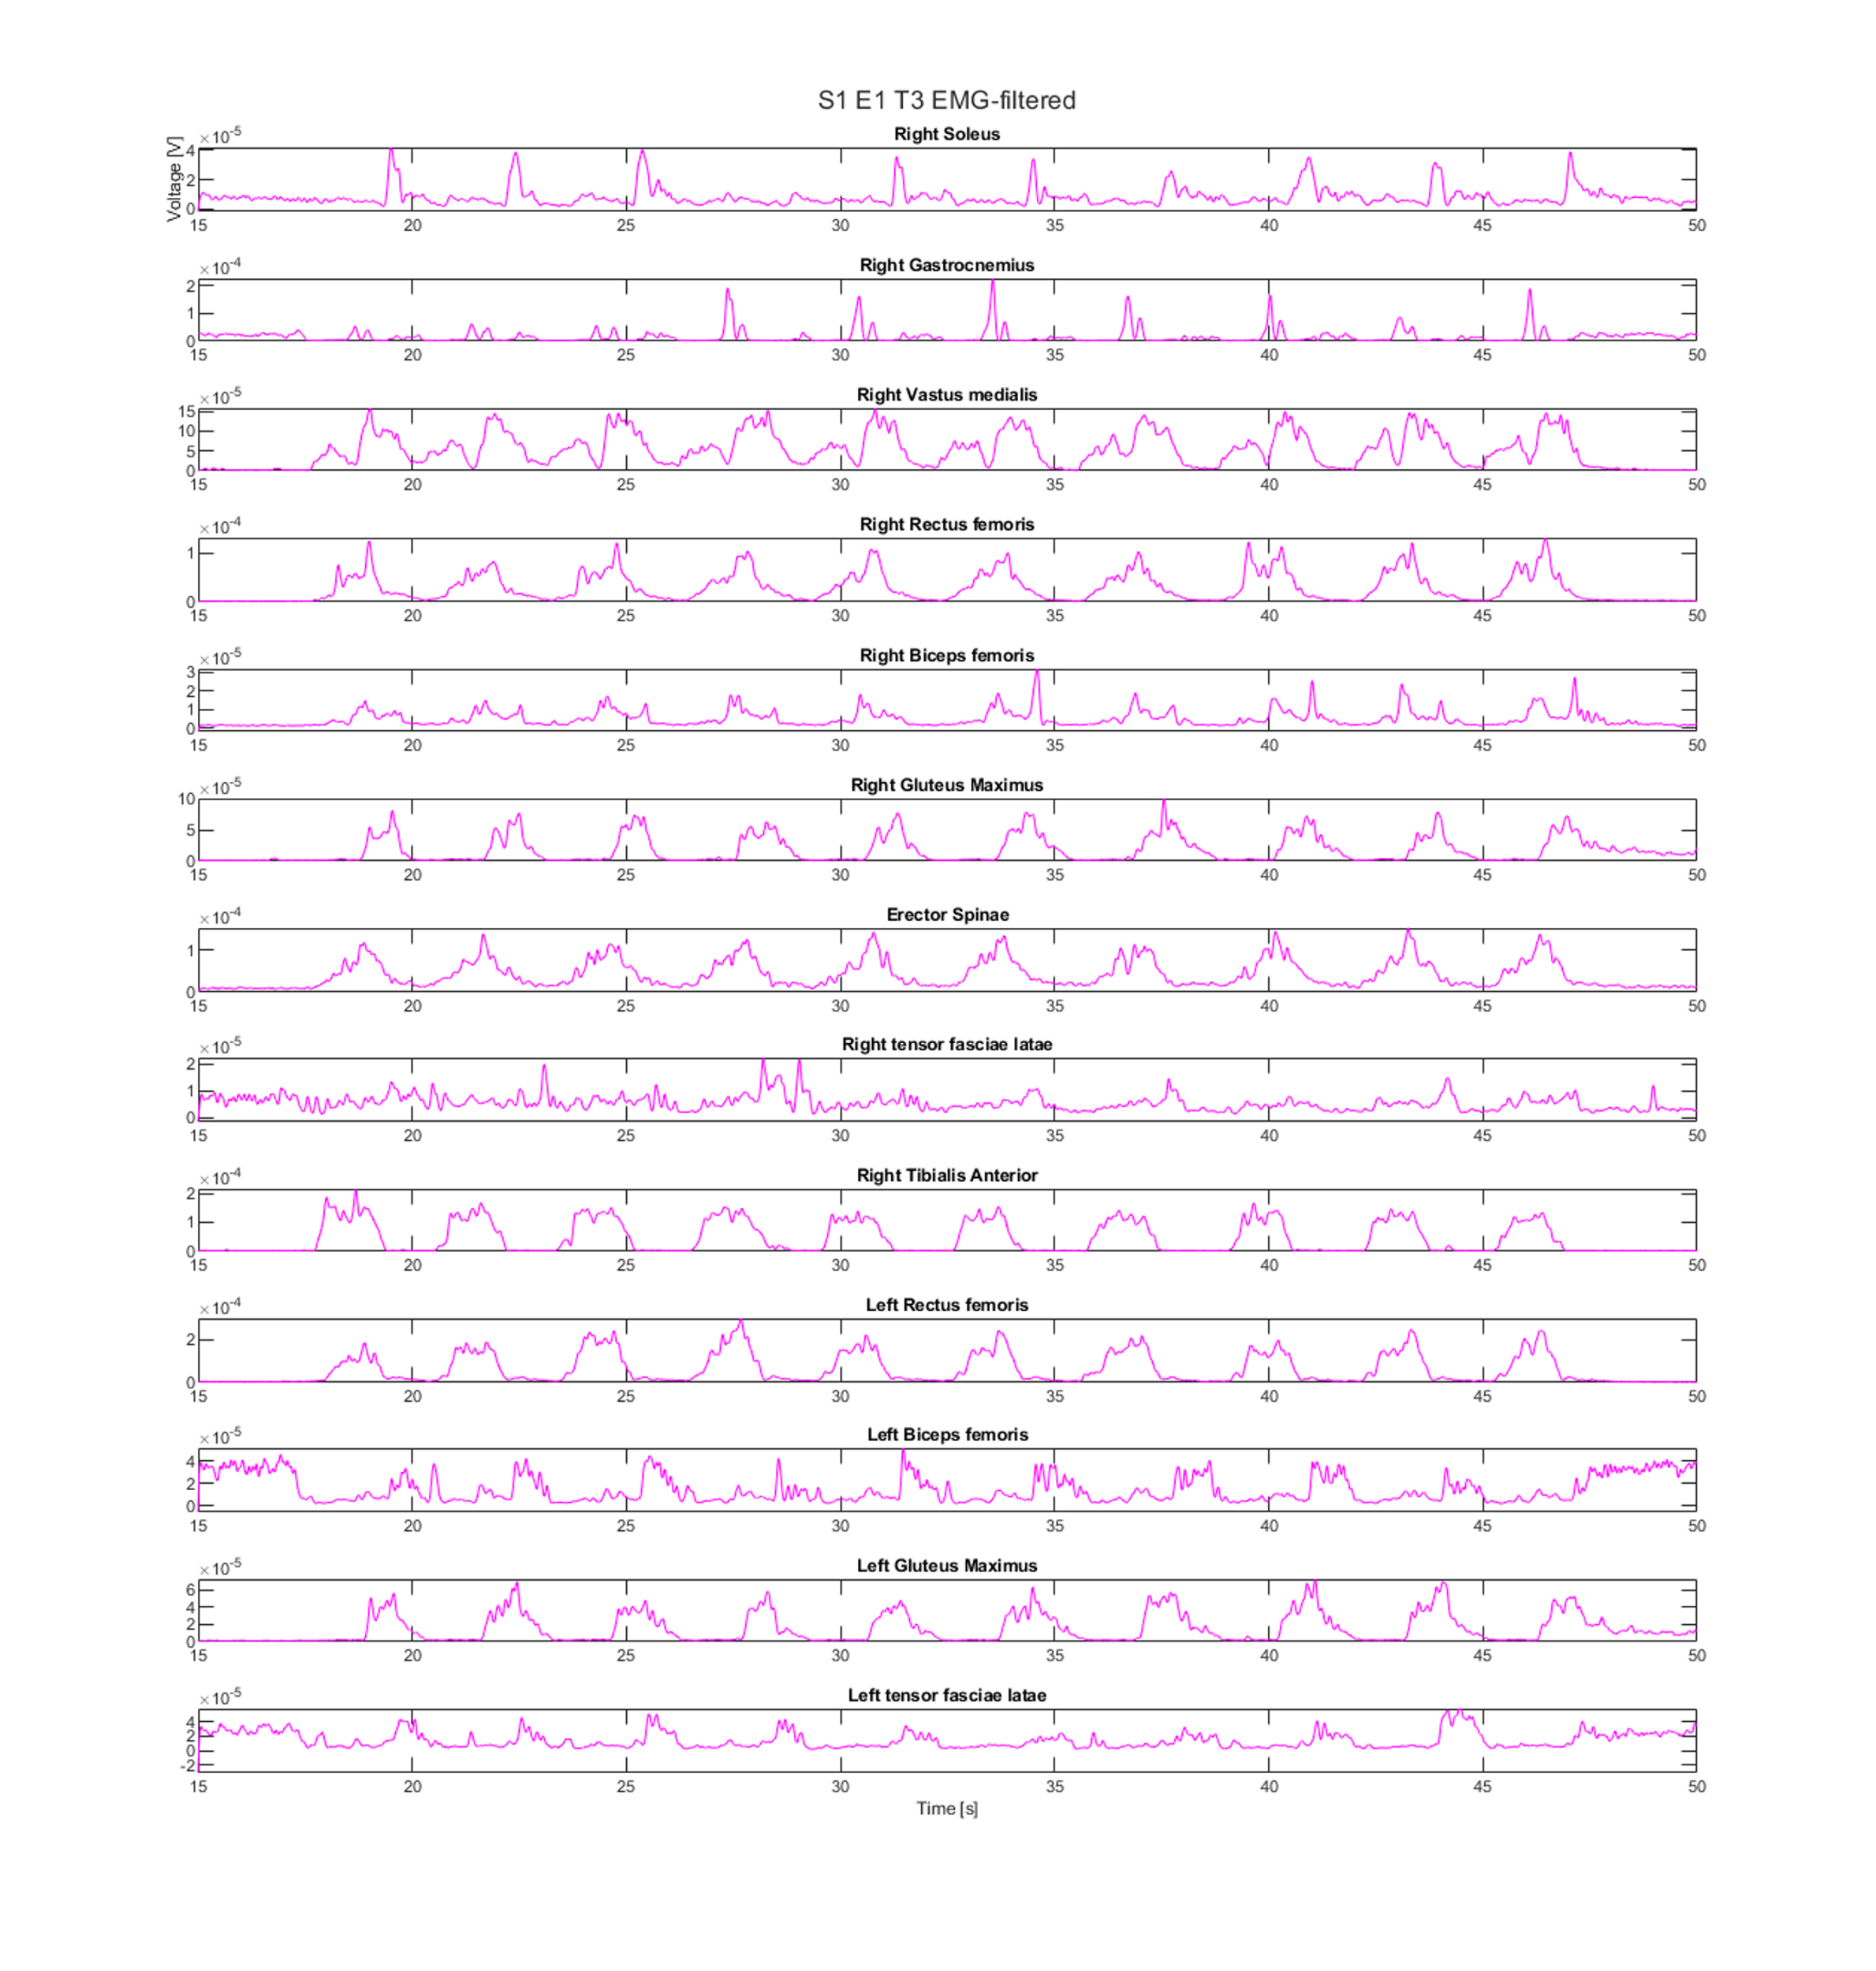 S1 E1 T3 EMG-filtered
Right Soleus
×10-5
Voltage [V]
4
2
0
15 20 25 30 35 40 45 50
Right Gastrocnemius
×10-4
2
1
0
15 20 25 30 35 40 45 50
Right Vastus medialis
×10-5
15
10
5
0
15 20 25 30 35 40 45 50
Right Rectus femoris
×10-4
1
0
15 20 25 30 35 40 45 50
Right Biceps femoris
×10-5
3
2
1
0
15 20 25 30 35 40 45 50
Right Gluteus Maximus
×10-5
10
5
0
15 20 25 30 35 40 45 50
Erector Spinae
×10-4
1
0
15 20 25 30 35 40 45 50
Right tensor fasciae latae
×10-5
2
1
0
15 20 25 30 35 40 45 50
Right Tibialis Anterior
×10-4
2
1
0
15 20 25 30 35 40 45 50
Left Rectus femoris
×10-4
2
0
15 20 25 30 35 40 45 50
Left Biceps femoris
×10-5
4
2
0
15 20 25 30 35 40 45 50
Left Gluteus Maximus
×10-5
6
4
2
0
15 20 25 30 35 40 45 50
Left tensor fasciae latae
×10-5
4
2
0
-2
15 20 25 30 35 40 45 50
Time [s]